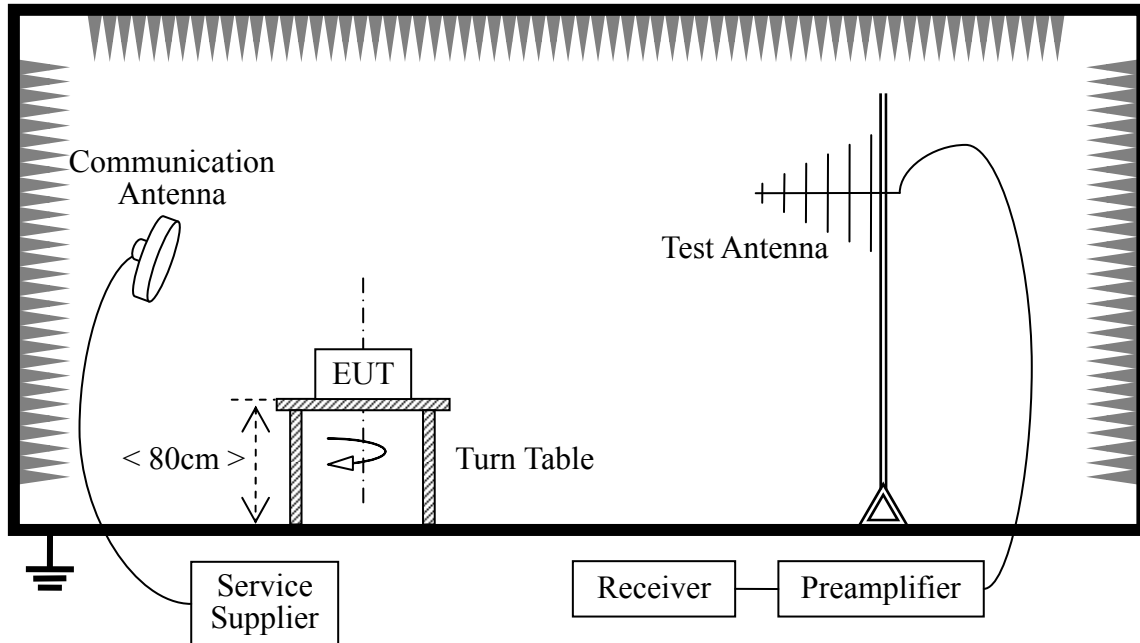 Communication
Antenna
Test Antenna
EUT
< 80cm >
Turn Table
Service
Supplier
Receiver
Preamplifier